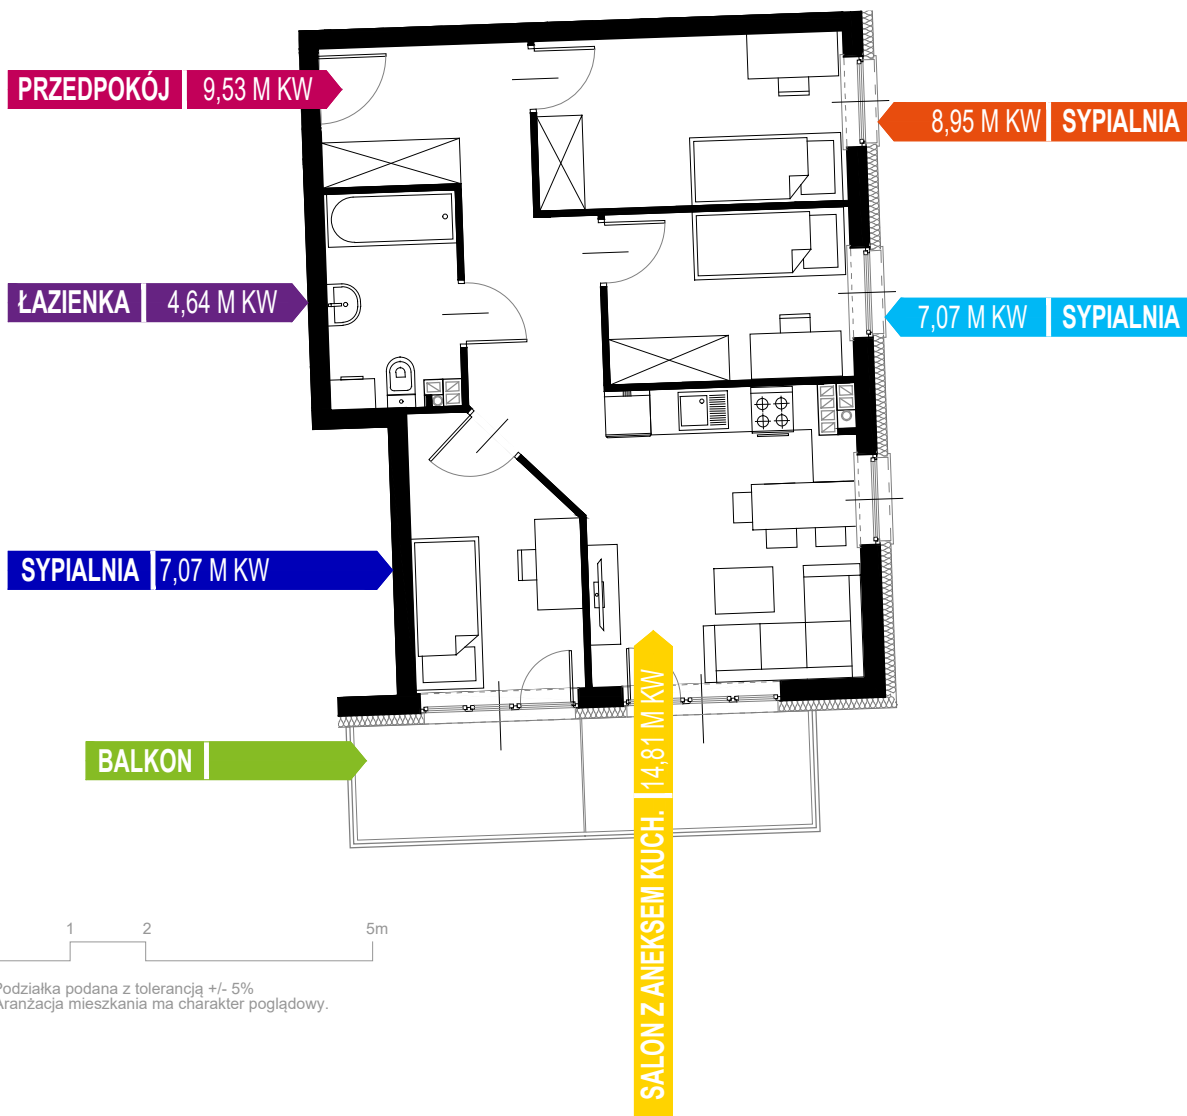 PRZEDPOKÓJ 9,53 M KW
8,95 M KW SYPIALNIA
ŁAZIENKA 4,64 M KW
7,07 M KW SYPIALNIA
SYPIALNIA 7,07 M KW
SALON Z ANEKSEM KUCH. 14,81 M KW
BALKON
1 2 5m
Podziałka podana z tolerancją +/- 5%
Aranżacja mieszkania ma charakter poglądowy.